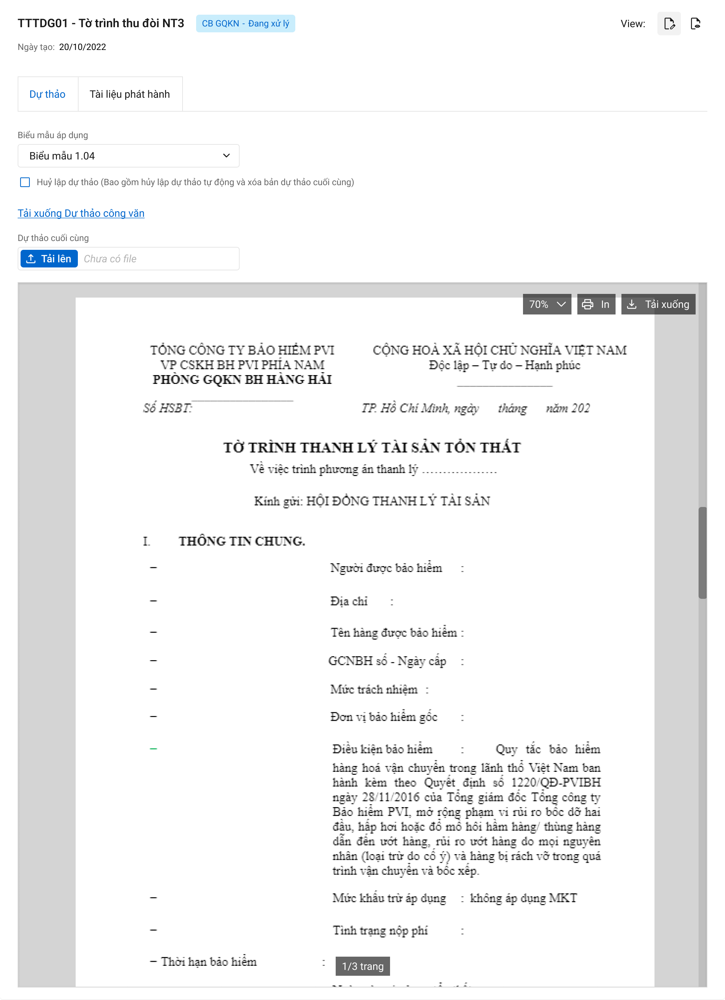 TTTDG01 - Tờ trình thu đòi NT3
CB GQKN - Đang xử lý
View:
Ngày tạo: 20/10/2022
Dự thảo
Tài liệu phát hành
Biểu mẫu áp dụng
Biểu mẫu 1.04
Huỷ lập dự thảo (Bao gồm hủy lập dự thảo tự động và xóa bản dự thảo cuối cùng)
Tải xuống Dự thảo công văn
Dự thảo cuối cùng
Tải lên
Chưa có file
70%
In
Tải xuống
TỔNG CÔNG TY BẢO HIỂM PVI
VP CSKH BH PVI PHÍA NAM
PHÒNG GQKN BH HÀNG HẢI
CỘNG HOÀ XÃ HỘI CHỦ NGHĨA VIỆT NAM
Độc lập – Tự do – Hạnh phúc
Số HSBT:
TP. Hồ Chí Minh, ngày tháng năm 202
TỜ TRÌNH THANH LÝ TÀI SẢN TỔN THẤT
Về việc trình phương án thanh lý ..................
Kính gửi: HỘI ĐỒNG THANH LÝ TÀI SẢN
I. THÔNG TIN CHUNG.
– Người được bảo hiểm :
– Địa chỉ :
– Tên hàng được bảo hiểm :
– GCNBH số - Ngày cấp :
– Mức trách nhiệm :
– Đơn vị bảo hiểm gốc :
– Điều kiện bảo hiểm : Quy tắc bảo hiểm
hàng hoá vận chuyển trong lãnh thổ Việt Nam ban
hành kèm theo Quyết định số 1220/QĐ-PVIBH
ngày 28/11/2016 của Tổng giám đốc Tổng công ty
Bảo hiểm PVI, mở rộng phạm vi rủi ro bốc dỡ hai
đầu, hấp hơi hoặc đổ mồ hôi hầm hàng/ thùng hàng
dẫn đến ướt hàng, rủi ro ướt hàng do mọi nguyên
nhân (loại trừ do cố ý) và hàng bị rách vỡ trong quá
trình vận chuyển và bốc xếp.
– Mức khấu trừ áp dụng : không áp dụng MKT
– Tình trạng nộp phí :
– Thời hạn bảo hiểm :
1/3 trang